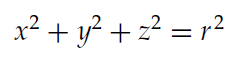 x² + y² + z² = r²